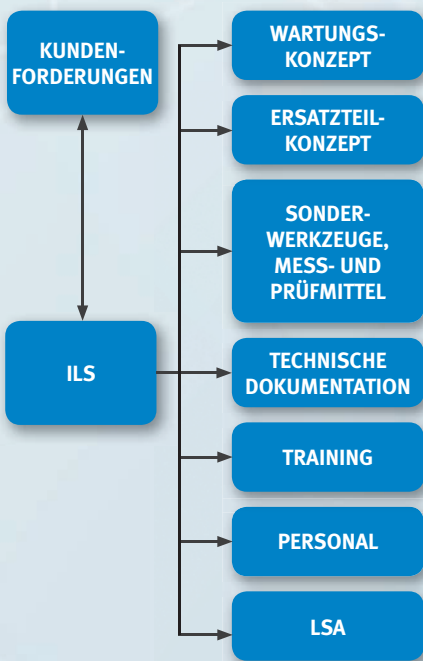 KUNDEN-
FORDERUNGEN
ILS
WARTUNGS-
KONZEPT
ERSATZTEIL-
KONZEPT
SONDER-
WERKZEUGE,
MESS- UND
PRÜFMITTEL
TECHNISCHE
DOKUMENTATION
TRAINING
PERSONAL
LSA